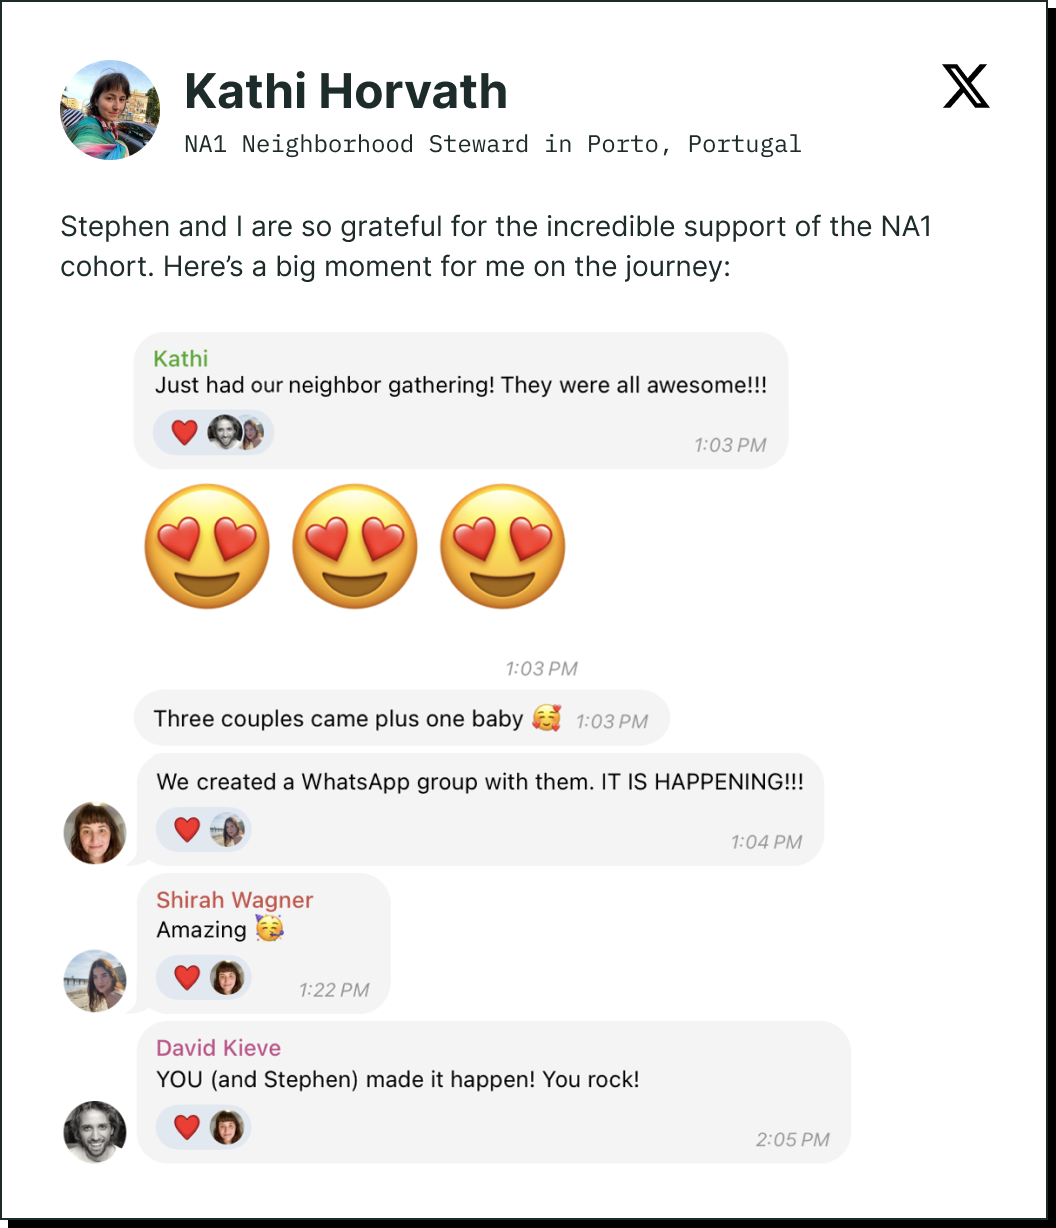 Kathi Horvath
NA1 Neighborhood Steward in Porto, Portugal
Stephen and I are so grateful for the incredible support of the NA1
cohort. Here’s a big moment for me on the journey:
Kathi
Just had our neighbor gathering! They were all awesome!!!
1:03 PM
1:03 PM
Three couples came plus one baby 🥰 1:03 PM
We created a WhatsApp group with them. IT IS HAPPENING!!!
1:04 PM
Shirah Wagner
Amazing 🥳
1:22 PM
David Kieve
YOU (and Stephen) made it happen! You rock!
2:05 PM